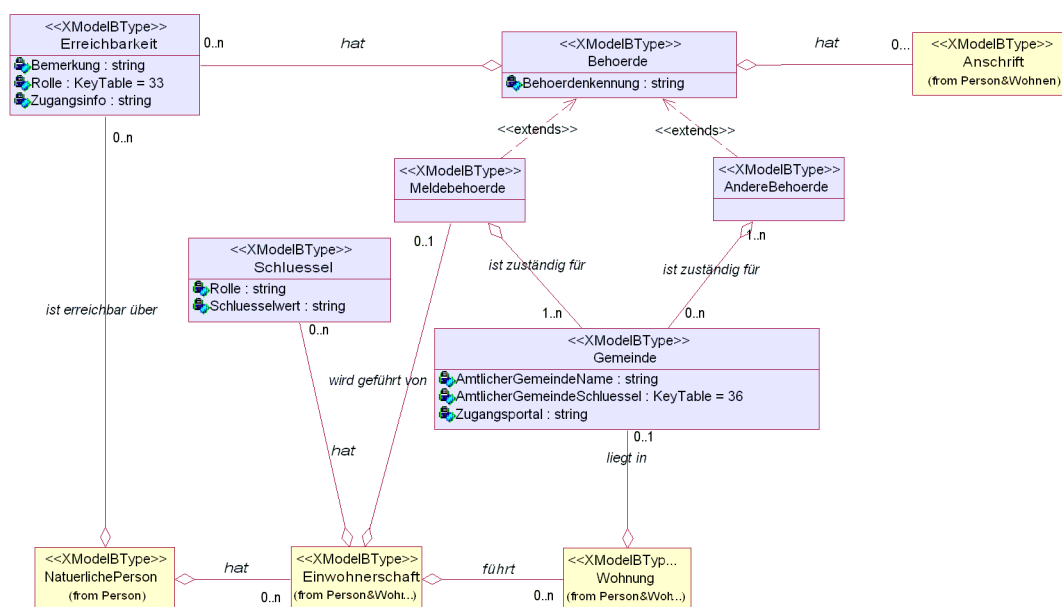 <<XModelBType>>
Erreichbarkeit
Bemerkung : string
Rolle : KeyTable = 33
Zugangsinfo : string
0..n
hat
<<XModelBType>>
Behoerde
Behoerdenkennung : string
hat
0...
<<XModelBType>>
Anschrift
(from Person&Wohnen)
0..n
<<extends>>
<<extends>>
<<XModelBType>>
Meldebehoerde
<<XModelBType>>
AndereBehoerde
0..1
1..n
<<XModelBType>>
Schluessel
Rolle : string
Schluesselwert : string
ist zuständig für
ist zuständig für
ist erreichbar über
0..n
1..n
0..n
<<XModelBType>>
Gemeinde
AmtlicherGemeindeName : string
AmtlicherGemeindeSchluessel : KeyTable = 36
Zugangsportal : string
wird geführt von
0..1
hat
liegt in
<<XModelBType>>
NatuerlichePerson
(from Person)
hat
0..n
<<XModelBType>>
Einwohnerschaft
(from Person&Woh...)
führt
0..n
<<XModelBTyp...
Wohnung
(from Person&Woh...)